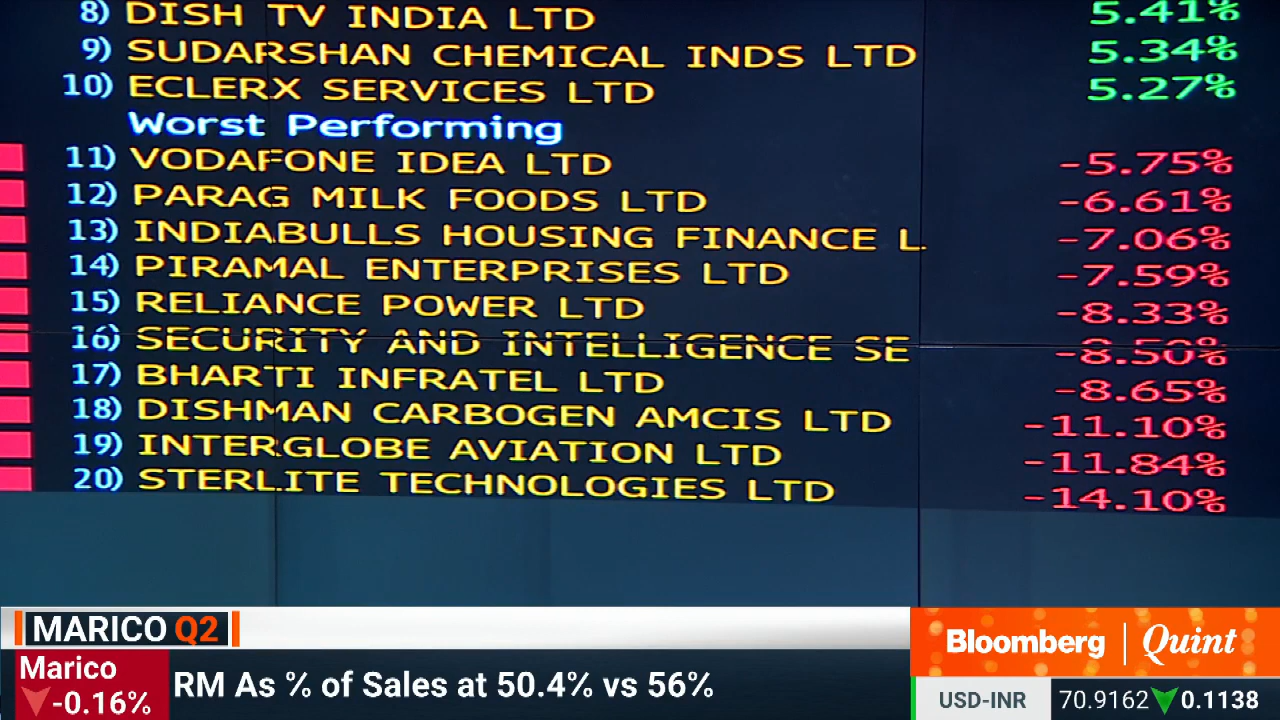 8) DISH TV INDIA LTD 5.41%
9) SUDARSHAN CHEMICAL INDS LTD 5.34%
10) ECLERX SERVICES LTD 5.27%
Worst Performing
11) VODAFONE IDEA LTD -5.75%
12) PARAG MILK FOODS LTD -6.61%
13) INDIABULLS HOUSING FINANCE L -7.06%
14) PIRAMAL ENTERPRISES LTD -7.59%
15) RELIANCE POWER LTD -8.33%
16) SECURITY AND INTELLIGENCE SE -8.50%
17) BHARTI INFRATEL LTD -8.65%
18) DISHMAN CARBOGEN AMCIS LTD -11.10%
19) INTERGLOBE AVIATION LTD -11.84%
20) STERLITE TECHNOLOGIES LTD -14.10%
MARICO Q2
Bloomberg | Quint
Marico
-0.16%
RM As % of Sales at 50.4% vs 56%
USD-INR 70.9162 0.1138